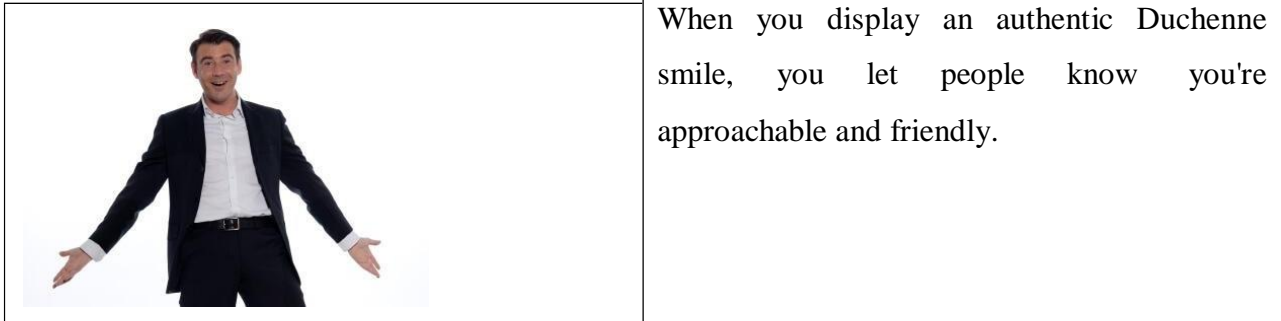 When you display an authentic Duchenne
smile, you let people know you're
approachable and friendly.